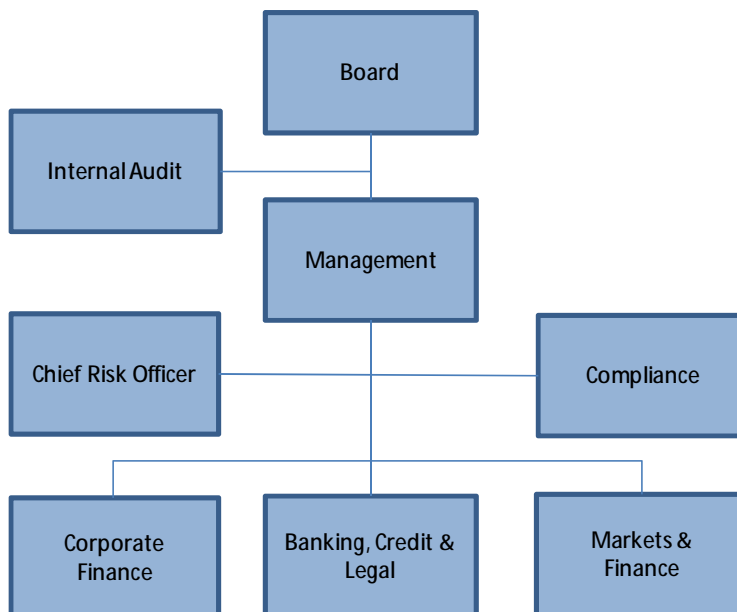 Board
Internal Audit
Management
Chief Risk Officer
Compliance
Corporate
Finance
Banking, Credit &
Legal
Markets &
Finance